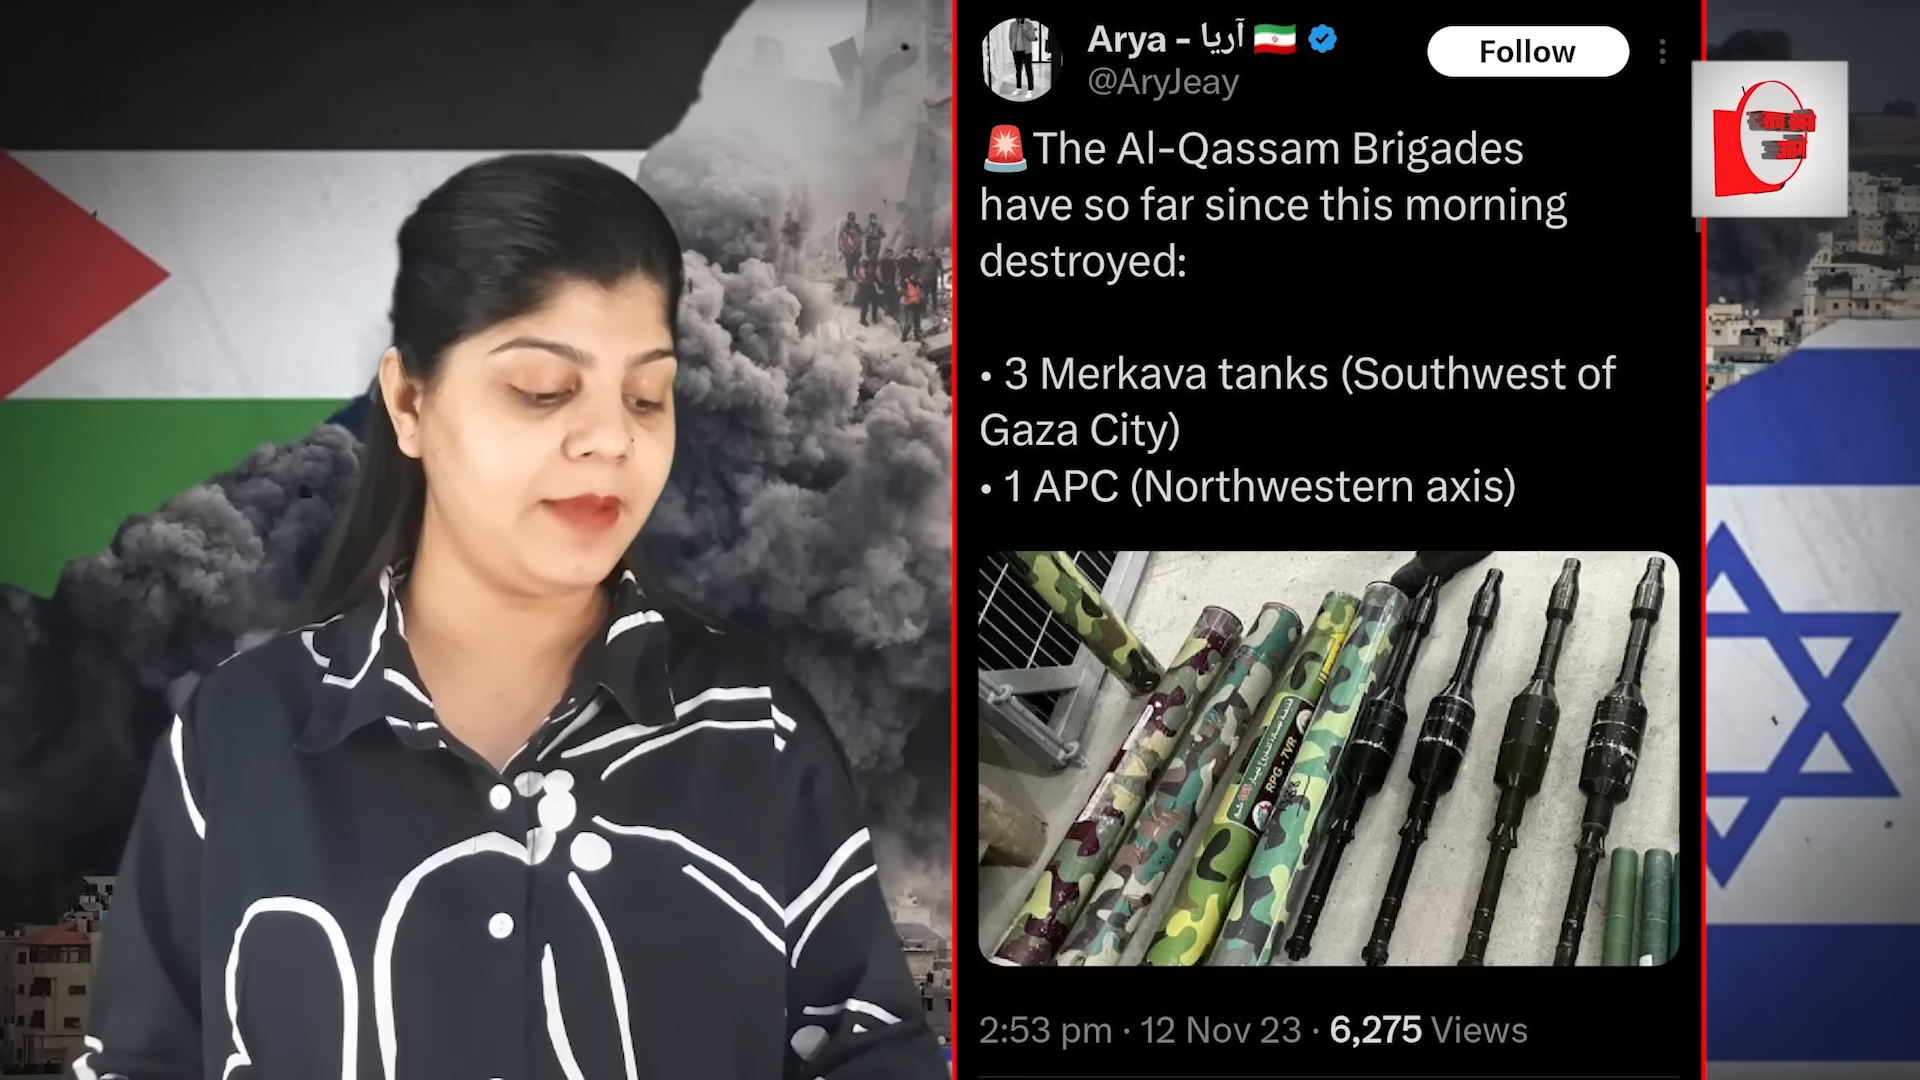 Arya - آریا
@AryJeay
Follow
The Al-Qassam Brigades
have so far since this morning
destroyed:
• 3 Merkava tanks (Southwest of
Gaza City)
• 1 APC (Northwestern axis)
RPG - 7VR
2:53 pm · 12 Nov 23 · 6,275 Views